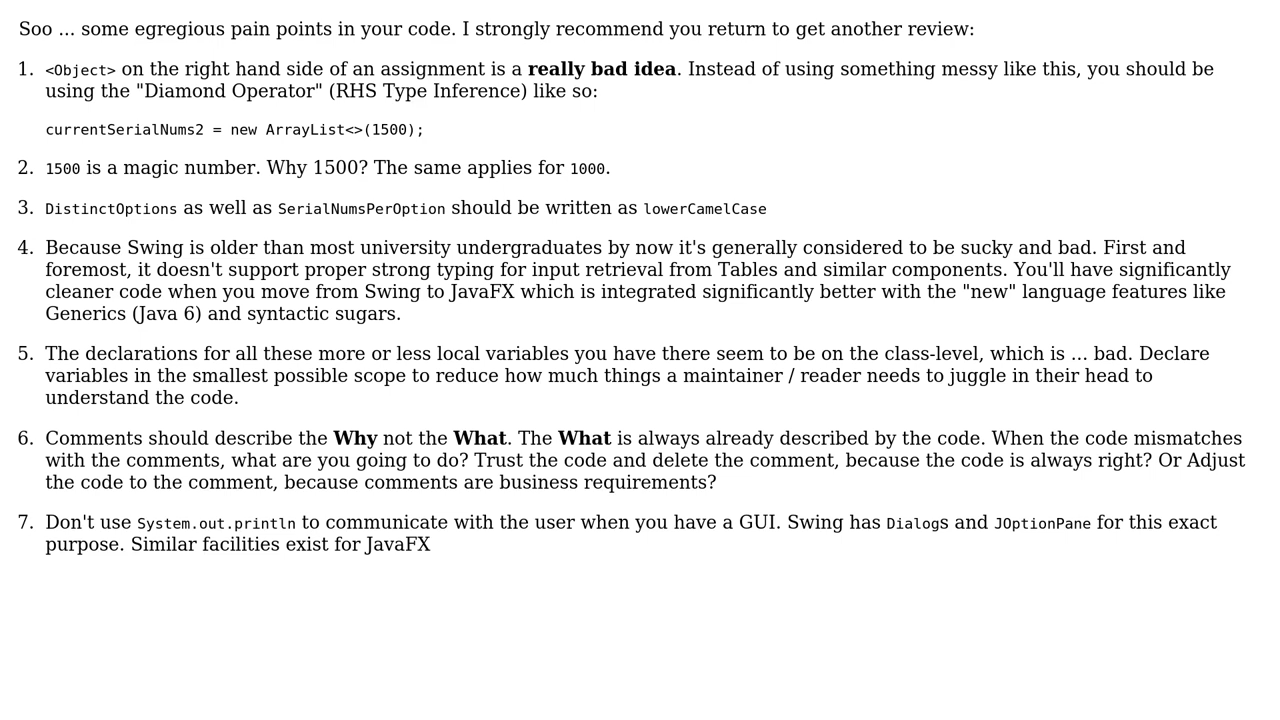 Soo ... some egregious pain points in your code. I strongly recommend you return to get another review:
1. <Object> on the right hand side of an assignment is a really bad idea. Instead of using something messy like this, you should be
using the "Diamond Operator" (RHS Type Inference) like so:
currentSerialNums2 = new ArrayList<>(1500);
2. 1500 is a magic number. Why 1500? The same applies for 1000.
3. DistinctOptions as well as SerialNumsPerOption should be written as lowerCamelCase
4. Because Swing is older than most university undergraduates by now it's generally considered to be sucky and bad. First and
foremost, it doesn't support proper strong typing for input retrieval from Tables and similar components. You'll have significantly
cleaner code when you move from Swing to JavaFX which is integrated significantly better with the "new" language features like
Generics (Java 6) and syntactic sugars.
5. The declarations for all these more or less local variables you have there seem to be on the class-level, which is ... bad. Declare
variables in the smallest possible scope to reduce how much things a maintainer / reader needs to juggle in their head to
understand the code.
6. Comments should describe the Why not the What. The What is always already described by the code. When the code mismatches
with the comments, what are you going to do? Trust the code and delete the comment, because the code is always right? Or Adjust
the code to the comment, because comments are business requirements?
7. Don't use System.out.println to communicate with the user when you have a GUI. Swing has Dialogs and JOptionPane for this exact
purpose. Similar facilities exist for JavaFX